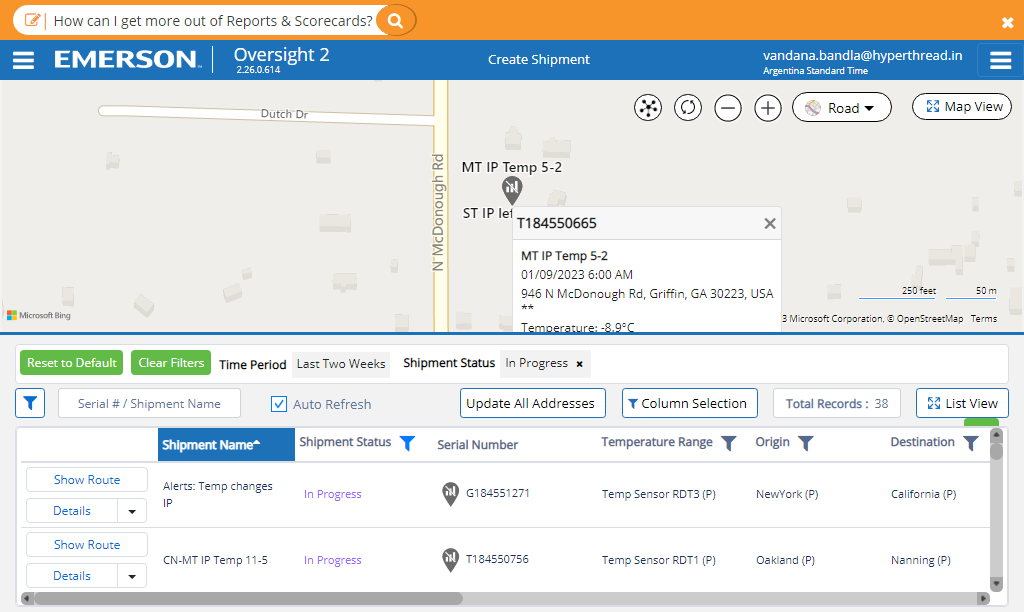 How can I get more out of Reports & Scorecards?
EMERSON
Oversight 2
2.26.0.614
Create Shipment
vandana.bandla@hyperthread.in
Argentina Standard Time
Dutch Dr
N McDonough Rd
Road
Map View
MT IP Temp 5-2
ST IP lef
T184550665
MT IP Temp 5-2
01/09/2023 6:00 AM
946 N McDonough Rd, Griffin, GA 30223, USA
**
Temperature: -8.9°C
250 feet
50 m
Microsoft Bing
3 Microsoft Corporation, © OpenStreetMap Terms
Reset to Default
Clear Filters
Time Period
Last Two Weeks
Shipment Status
In Progress ×
Serial # / Shipment Name
Auto Refresh
Update All Addresses
Column Selection
Total Records : 38
List View
Shipment Name
Shipment Status
Serial Number
Temperature Range
Origin
Destination
Show Route
Details
Alerts: Temp changes
IP
In Progress
G184551271
Temp Sensor RDT3 (P)
NewYork (P)
California (P)
Show Route
Details
CN-MT IP Temp 11-5
In Progress
T184550756
Temp Sensor RDT1 (P)
Oakland (P)
Nanning (P)